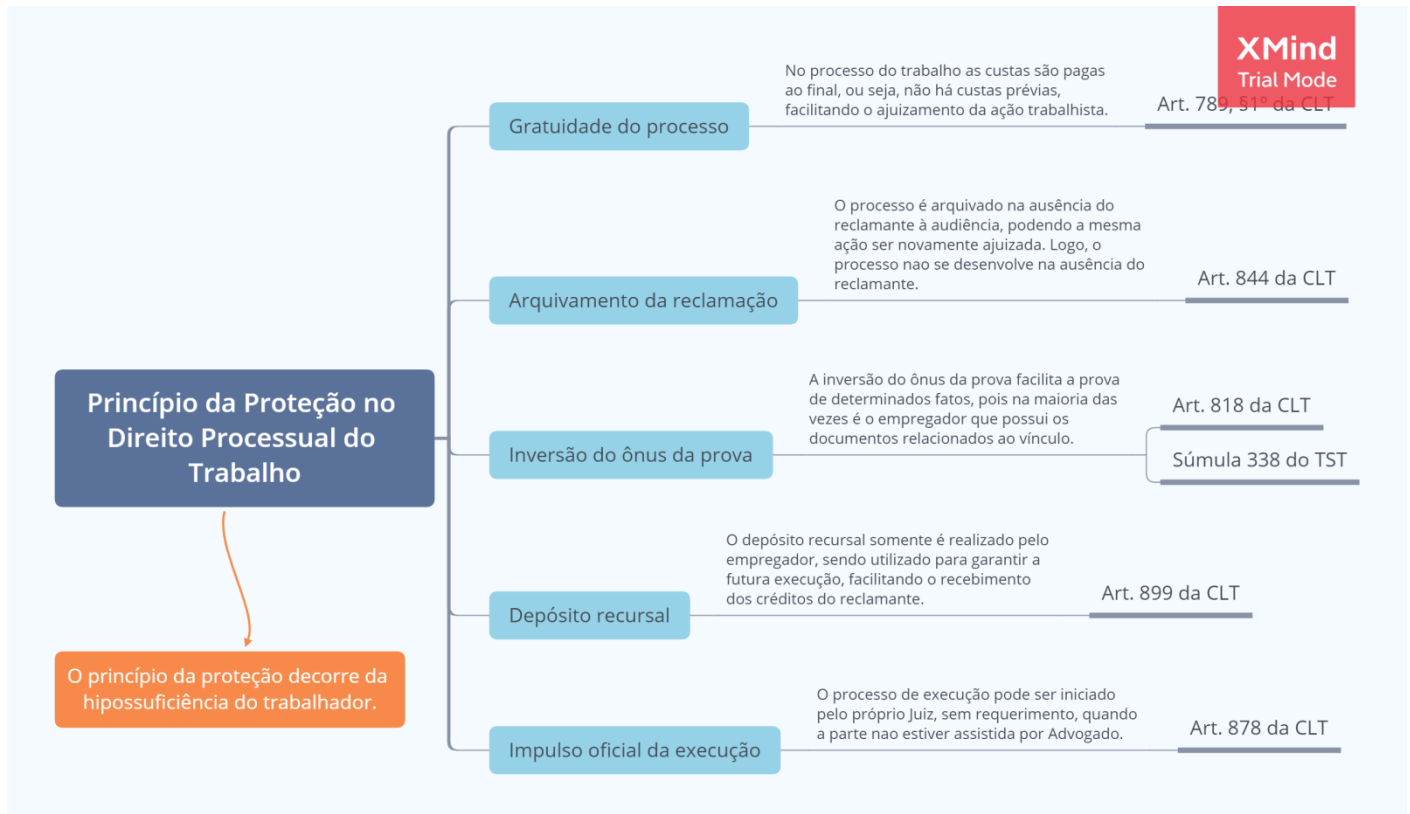 XMind
Trial Mode
No processo do trabalho as custas são pagas
ao final, ou seja, não há custas prévias,
facilitando o ajuizamento da ação trabalhista.
Art. 789, §1º da CLT
Gratuidade do processo
O processo é arquivado na ausência do
reclamante à audiência, podendo a mesma
ação ser novamente ajuizada. Logo, o
processo nao se desenvolve na ausência do
reclamante.
Art. 844 da CLT
Arquivamento da reclamação
Princípio da Proteção no
Direito Processual do
Trabalho
A inversão do ônus da prova facilita a prova
de determinados fatos, pois na maioria das
vezes é o empregador que possui os
documentos relacionados ao vínculo.
Art. 818 da CLT
Súmula 338 do TST
Inversão do ônus da prova
O depósito recursal somente é realizado pelo
empregador, sendo utilizado para garantir a
futura execução, facilitando o recebimento
dos créditos do reclamante.
Art. 899 da CLT
Depósito recursal
O princípio da proteção decorre da
hipossuficiência do trabalhador.
O processo de execução pode ser iniciado
pelo próprio Juiz, sem requerimento, quando
a parte nao estiver assistida por Advogado.
Art. 878 da CLT
Impulso oficial da execução